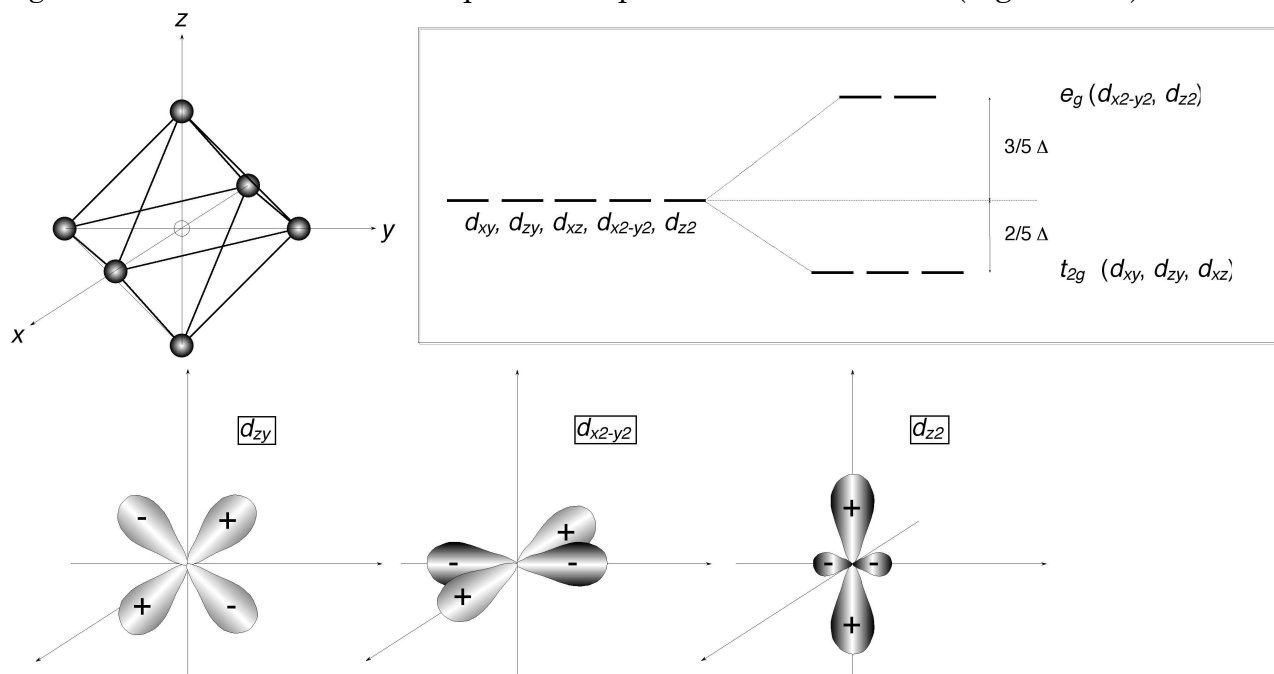 z
y
x
e_g (d_x2-y2, d_z2)
3/5 Δ
d_xy, d_zy, d_xz, d_x2-y2, d_z2
2/5 Δ
t_2g (d_xy, d_zy, d_xz)
d_zy
d_x2-y2
d_z2
- +
+ -
+
- -
+
+
- -
+